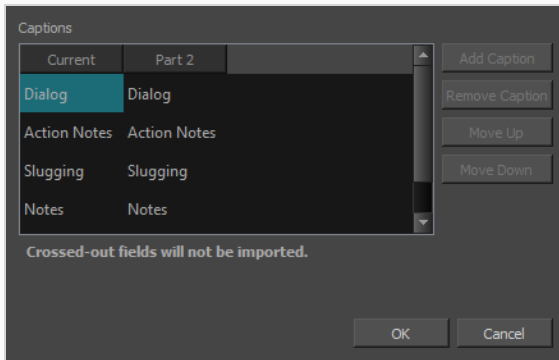 Captions
Current Part 2
Add Caption
Dialog Dialog
Remove Caption
Action Notes Action Notes
Move Up
Slugging Slugging
Move Down
Notes Notes
Crossed-out fields will not be imported.
OK Cancel